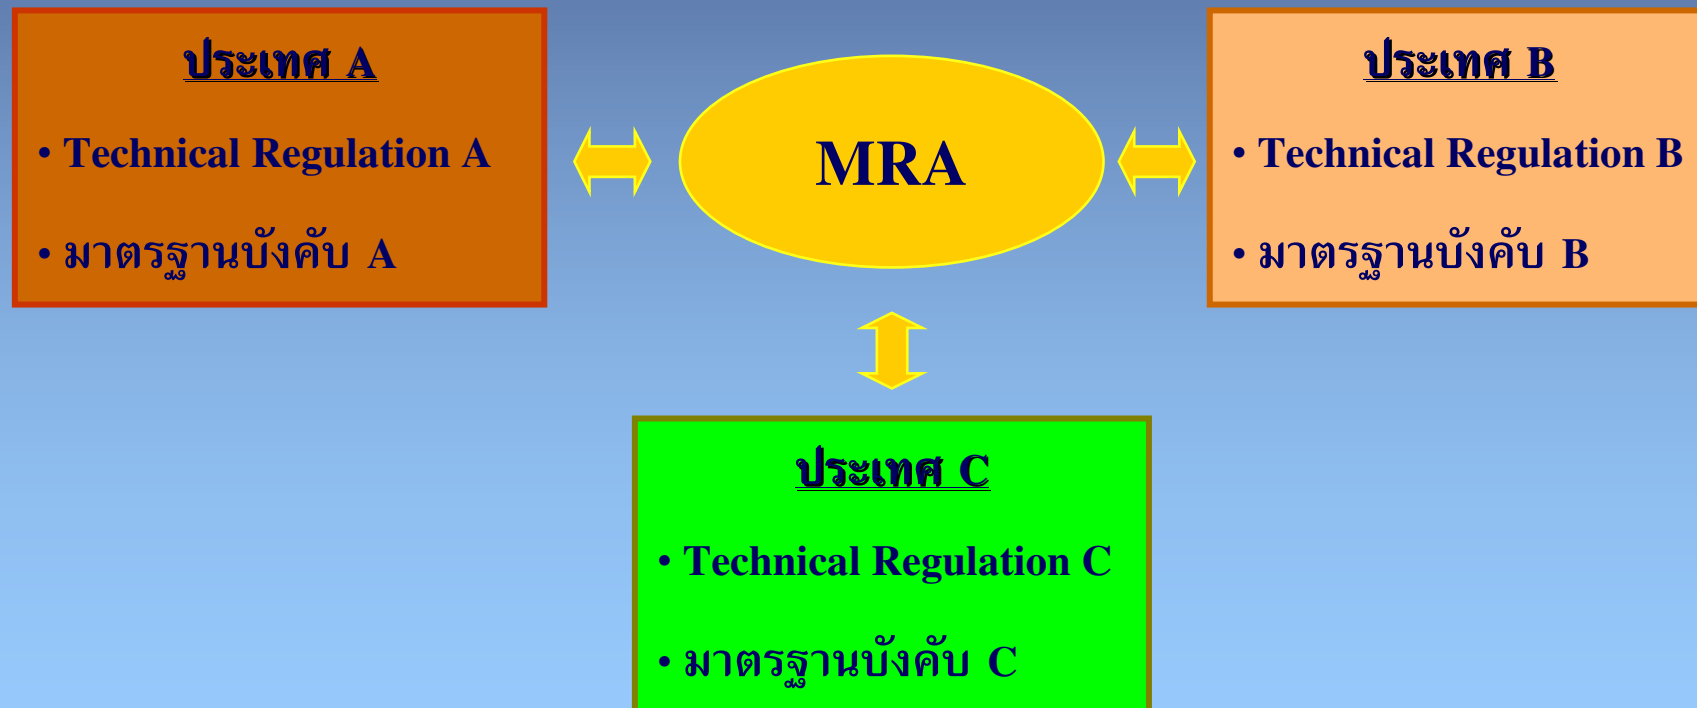 ประเทศ A
• Technical Regulation A
• มาตรฐานบังคับ A
MRA
ประเทศ B
• Technical Regulation B
• มาตรฐานบังคับ B
ประเทศ C
• Technical Regulation C
• มาตรฐานบังคับ C